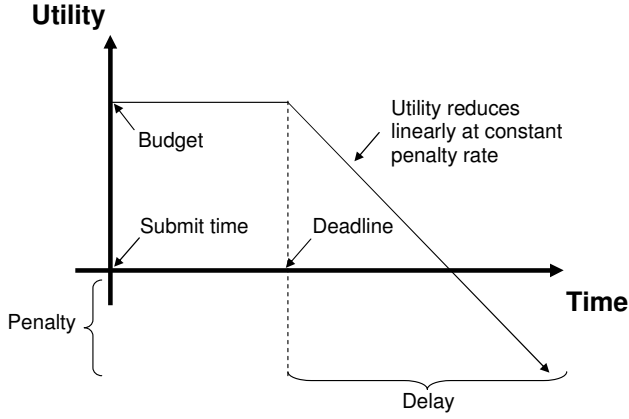 Utility
Utility reduces
linearly at constant
penalty rate
Budget
Submit time
Deadline
Time
Penalty
Delay